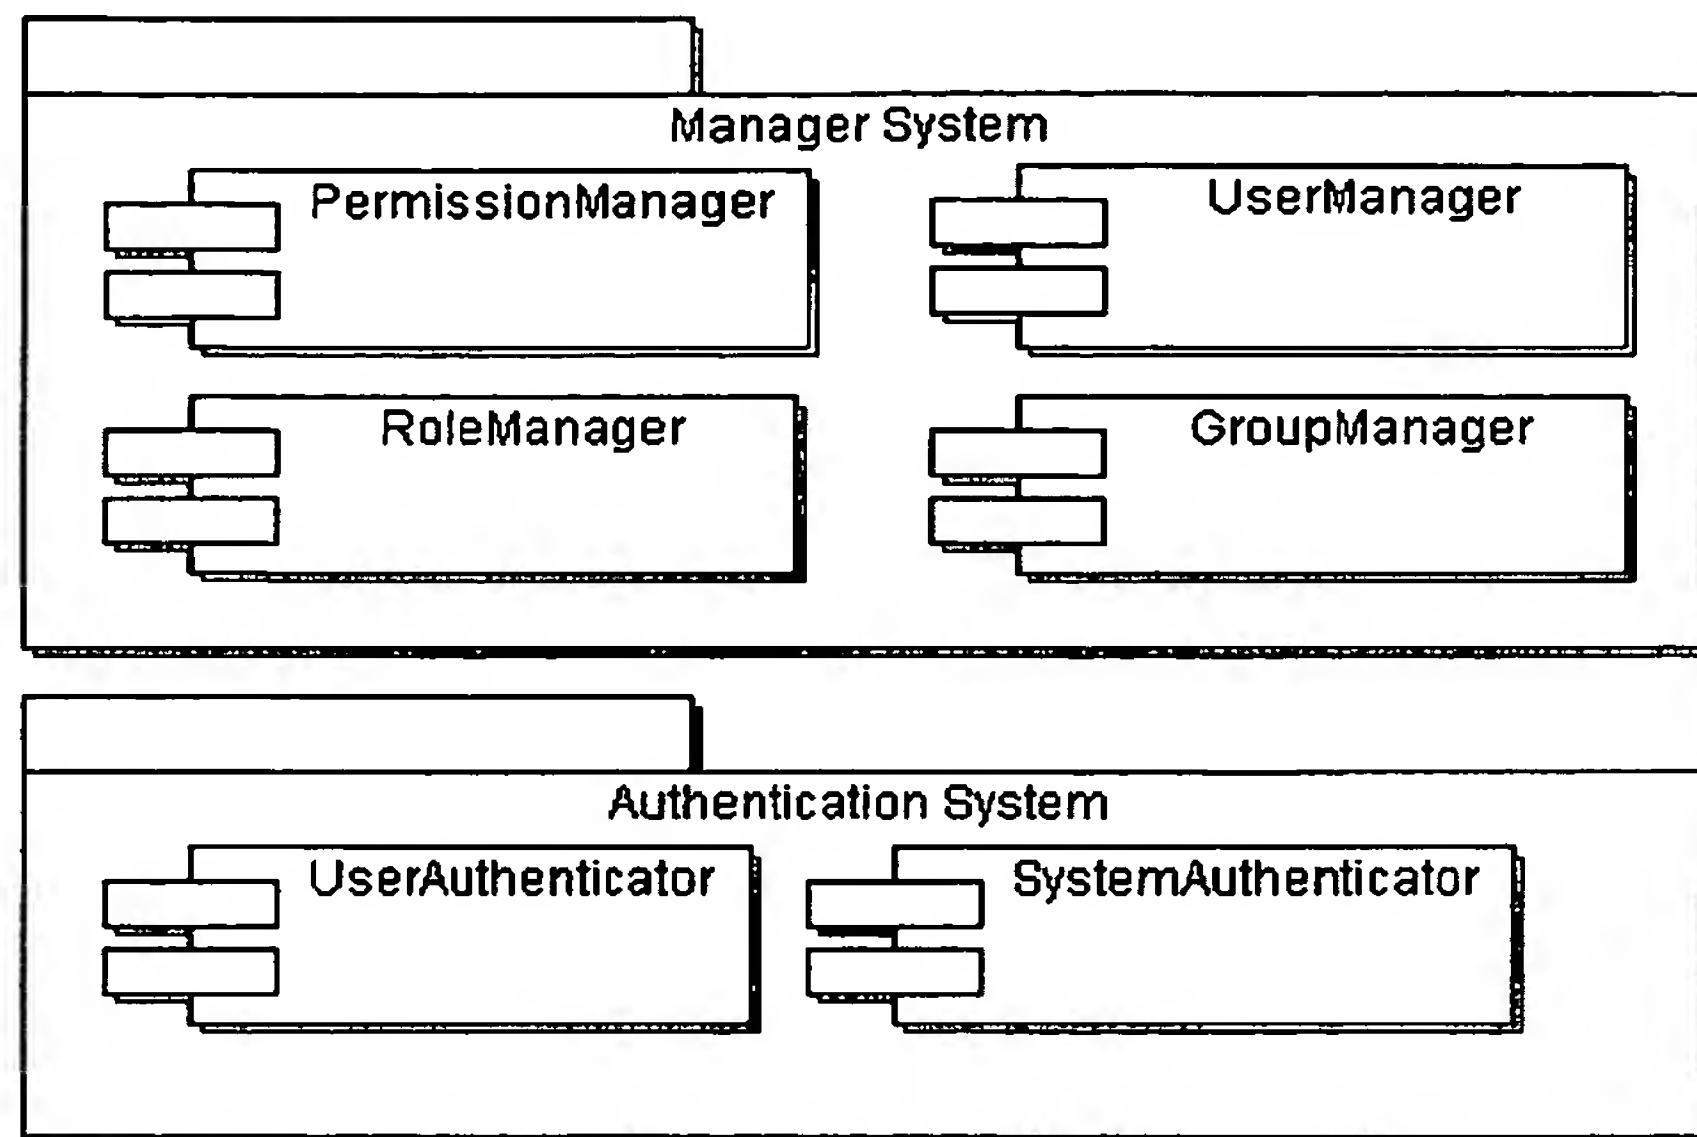 Manager System
PermissionManager
UserManager
RoleManager
GroupManager
Authentication System
UserAuthenticator
SystemAuthenticator